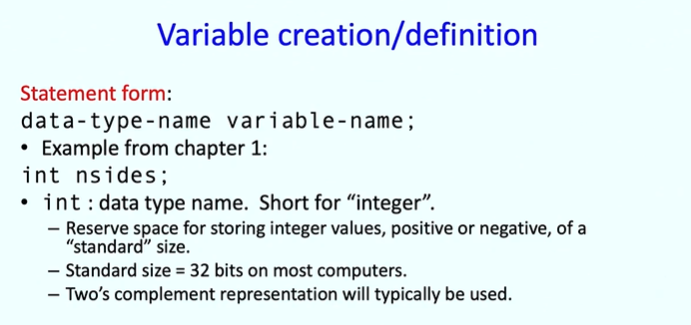 Variable creation/definition
Statement form:
data-type-name variable-name;
• Example from chapter 1:
int nsides;
• int : data type name. Short for “integer”.
– Reserve space for storing integer values, positive or negative, of a
“standard” size.
– Standard size = 32 bits on most computers.
– Two’s complement representation will typically be used.